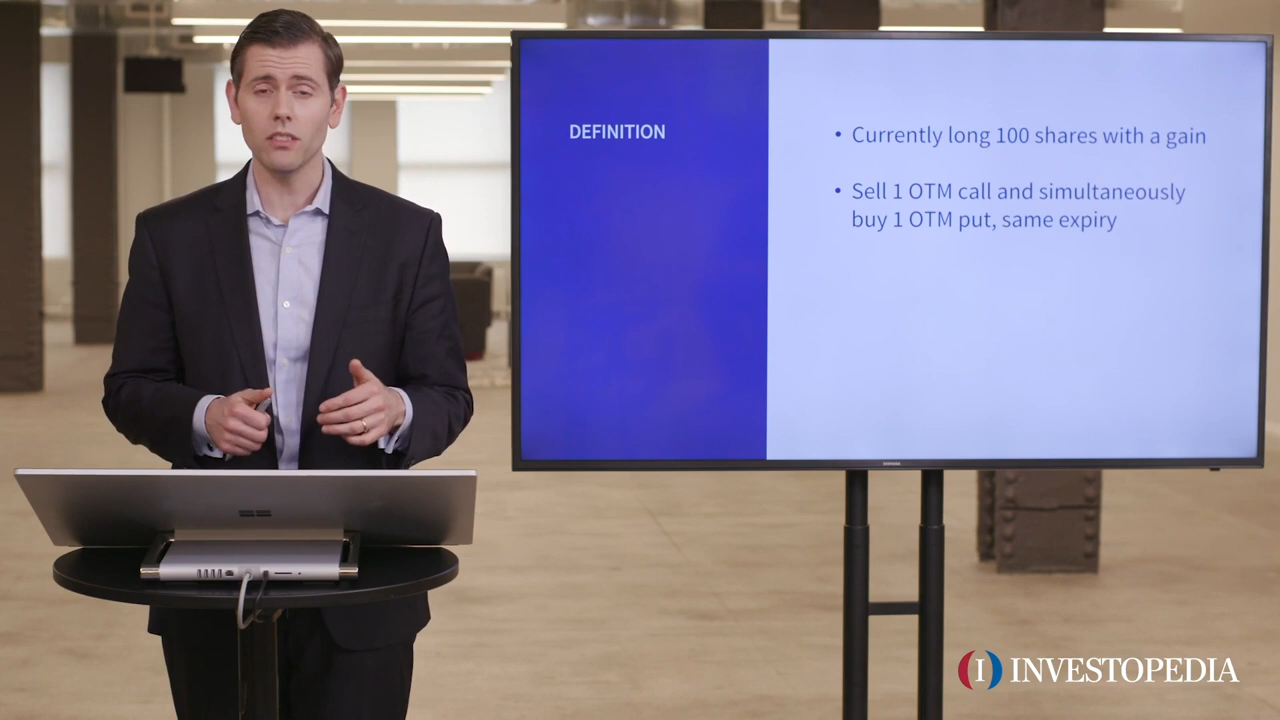 DEFINITION
• Currently long 100 shares with a gain
• Sell 1 OTM call and simultaneously
buy 1 OTM put, same expiry
SAMSUNG
(I) INVESTOPEDIA